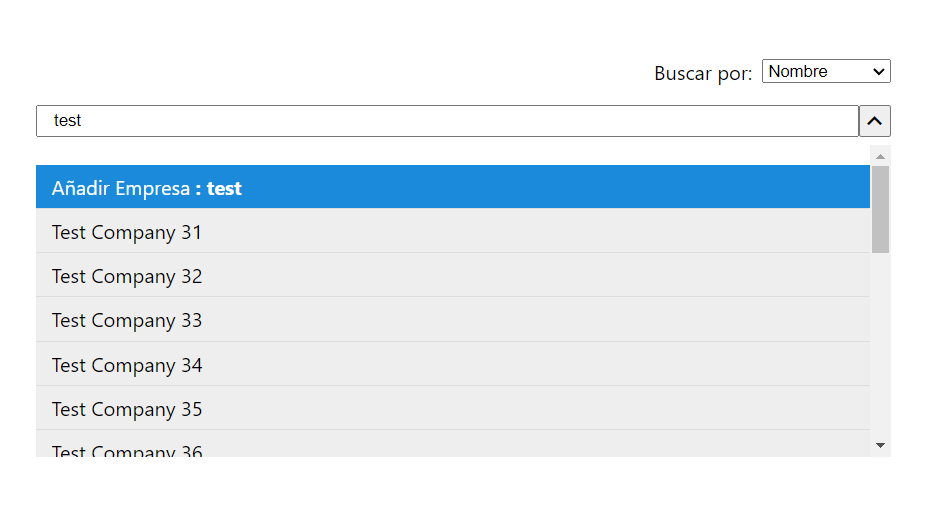 Buscar por: Nombre
test
Añadir Empresa : test
Test Company 31
Test Company 32
Test Company 33
Test Company 34
Test Company 35
Test Company 36